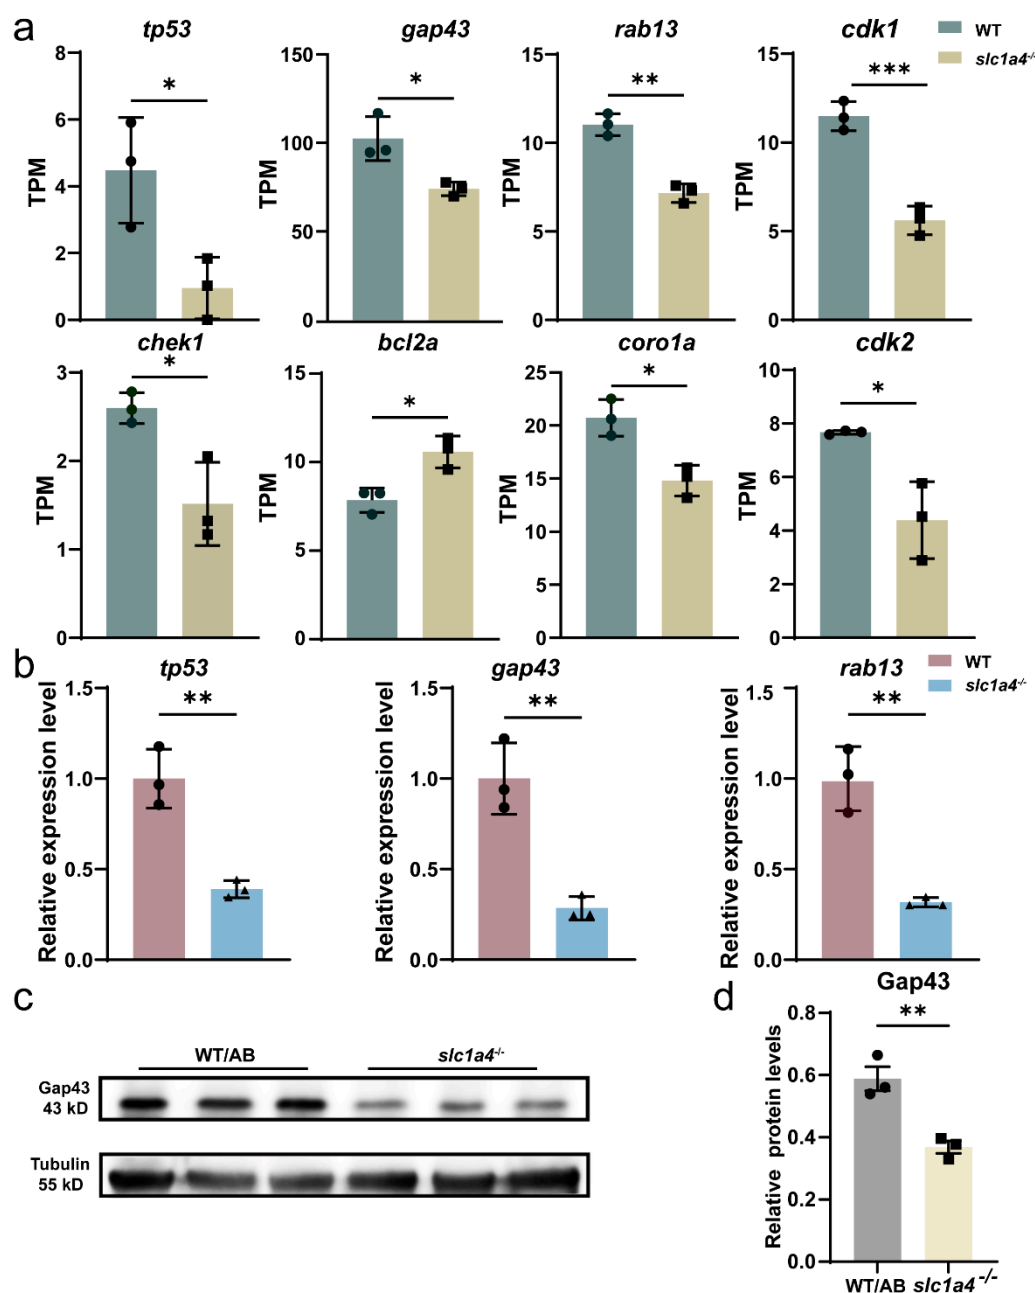 a
tp53
gap43
rab13
cdk1
WT
slc1a4-/-
TPM
8
6
4
2
0
*
TPM
150
100
50
0
*
TPM
15
10
5
0
**
TPM
15
10
5
0
***
chek1
bcl2a
coro1a
cdk2
TPM
3
2
1
0
*
TPM
15
10
5
0
*
TPM
25
20
15
10
5
0
*
TPM
10
8
6
4
2
0
*
b
tp53
gap43
rab13
WT
slc1a4-/-
Relative expression level
1.5
1.0
0.5
0.0
**
Relative expression level
1.5
1.0
0.5
0.0
**
Relative expression level
1.5
1.0
0.5
0.0
**
c
WT/AB
slc1a4-/-
Gap43
43 kD
Tubulin
55 kD
d
Gap43
Relative protein levels
0.8
0.6
0.4
0.2
0.0
**
WT/AB
slc1a4-/-